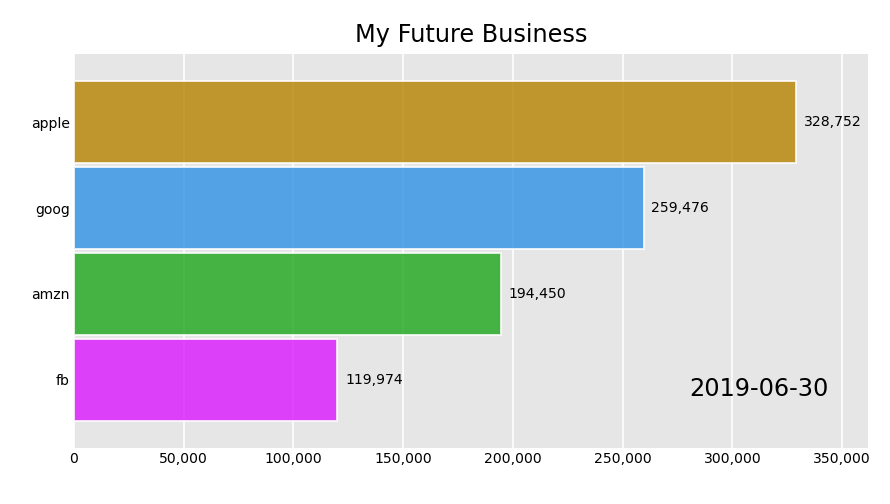 My Future Business
apple
328,752
goog
259,476
amzn
194,450
fb
119,974
2019-06-30
0 50,000 100,000 150,000 200,000 250,000 300,000 350,000